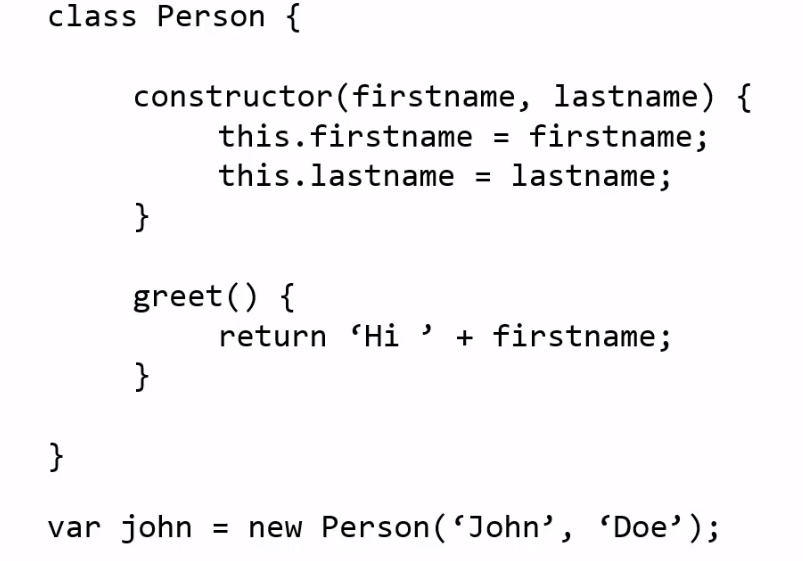 class Person {
constructor(firstname, lastname) {
this.firstname = firstname;
this.lastname = lastname;
}
greet() {
return ‘Hi ’ + firstname;
}
}
var john = new Person(‘John’, ‘Doe’);